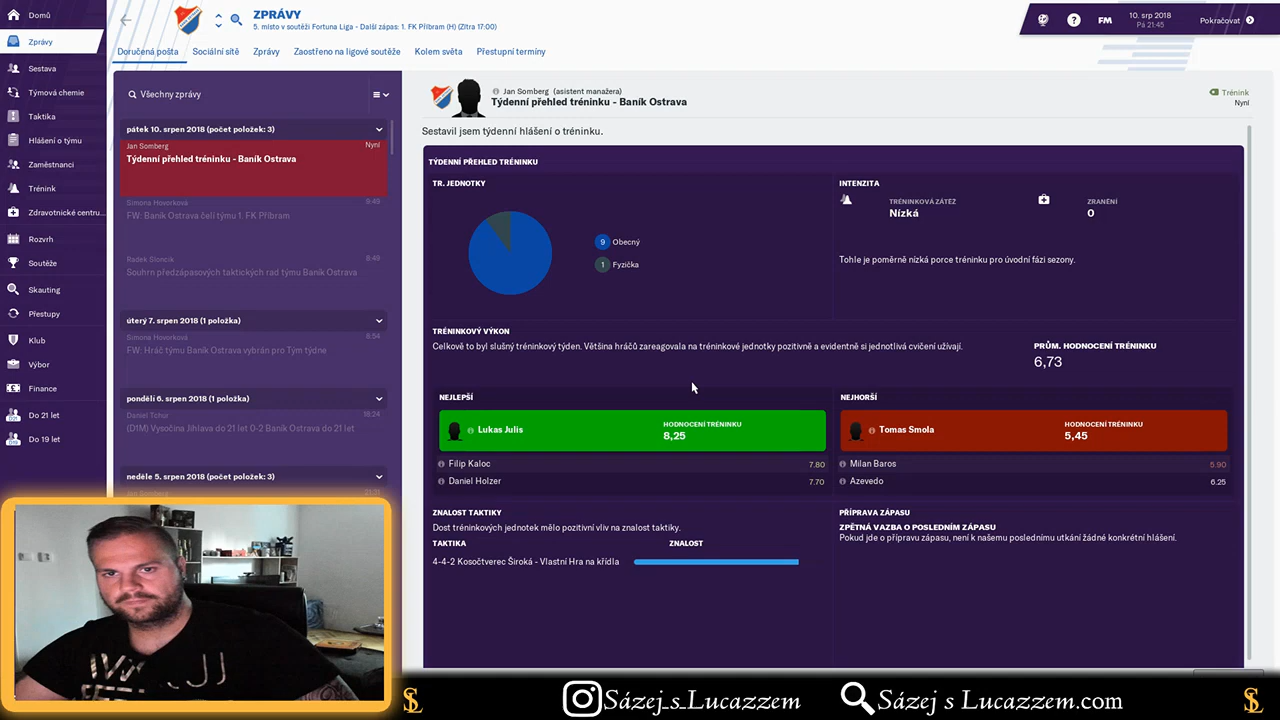 Domů
Zprávy
Sestava
Týmová chemie
Taktika
Hlášení o týmu
Zaměstnanci
Trénink
Zdravotnické centru...
Rozvrh
Soutěže
Skauting
Přestupy
Klub
Výbor
Finance
Do 21 let
Do 19 let
ZPRÁVY
5. místo v soutěži Fortuna Liga - Další zápas: 1. FK Příbram (H) (Zítra 17:00)
FM
10. srp 2018
Pá 21:45
Pokračovat
Doručená pošta
Sociální sítě
Zprávy
Zaostřeno na ligové soutěže
Kolem světa
Přestupní termíny
Všechny zprávy
pátek 10. srpen 2018 (počet položek: 3)
Jan Somberg
Nyní
Týdenní přehled tréninku - Baník Ostrava
Simona Hovorková
9:49
FW: Baník Ostrava čelí týmu 1. FK Příbram
Radek Slončík
8:49
Souhrn předzápasových taktických rad týmu Baník Ostrava
úterý 7. srpen 2018 (1 položka)
Simona Hovorková
8:54
FW: Hráč týmu Baník Ostrava vybrán pro Tým týdne
pondělí 6. srpen 2018 (1 položka)
Daniel Tchur
18:24
(D1M) Vysočina Jihlava do 21 let 0-2 Baník Ostrava do 21 let
neděle 5. srpen 2018 (počet položek: 3)
Jan Somberg
Jan Somberg (asistent manažera)
Týdenní přehled tréninku - Baník Ostrava
Trénink
Nyní
Sestavil jsem týdenní hlášení o tréninku.
TÝDENNÍ PŘEHLED TRÉNINKU
TR. JEDNOTKY
9 Obecný
1 Fyzička
INTENZITA
TRÉNINKOVÁ ZÁTĚŽ
Nízká
ZRANĚNÍ
0
Tohle je poměrně nízká porce tréninku pro úvodní fázi sezony.
TRÉNINKOVÝ VÝKON
Celkově to byl slušný tréninkový týden. Většina hráčů zareagovala na tréninkové jednotky pozitivně a evidentně si jednotlivá cvičení užívají.
PRŮM. HODNOCENÍ TRÉNINKU
6,73
NEJLEPŠÍ
Lukas Julis
HODNOCENÍ TRÉNINKU
8,25
Filip Kaloc
7.80
Daniel Holzer
7.70
NEJHORŠÍ
Tomas Smola
HODNOCENÍ TRÉNINKU
5,45
Milan Baros
5.90
Azevedo
6.25
ZNALOST TAKTIKY
Dost tréninkových jednotek mělo pozitivní vliv na znalost taktiky.
TAKTIKA
ZNALOST
4-4-2 Kosočtverec Široká - Vlastní Hra na křídla
PŘÍPRAVA ZÁPASU
ZPĚTNÁ VAZBA O POSLEDNÍM ZÁPASU
Pokud jde o přípravu zápasu, není k našemu poslednímu utkání žádné konkrétní hlášení.
Sázej_s_Lucazzem
Sázej s Lucazzem.com